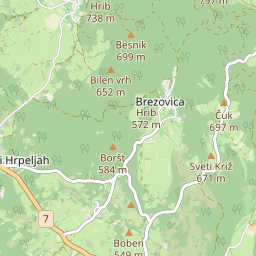 Hrib
738 m
797 m
Besnik
699 m
Bilen vrh
652 m
Brezovica
Hrib
572 m
Čuk
697 m
i Hrpeljah
Boršt
584 m
Sveti Križ
671 m
7
Boben
549 m